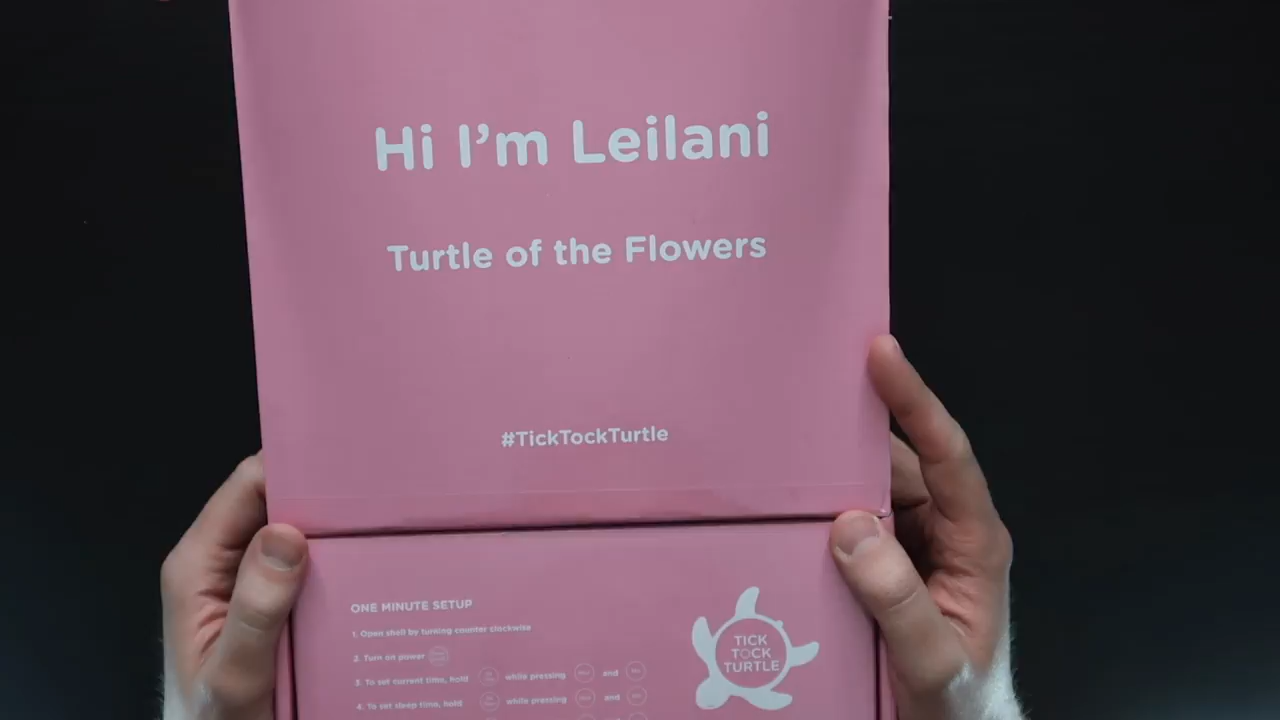 Hi I'm Leilani
Turtle of the Flowers
#TickTockTurtle
ONE MINUTE SETUP
1. Open shell by turning counter clockwise
2. Turn on power
3. To set current time, hold while pressing and
4. To set sleep time, hold while pressing and
TICK
TOCK
TURTLE